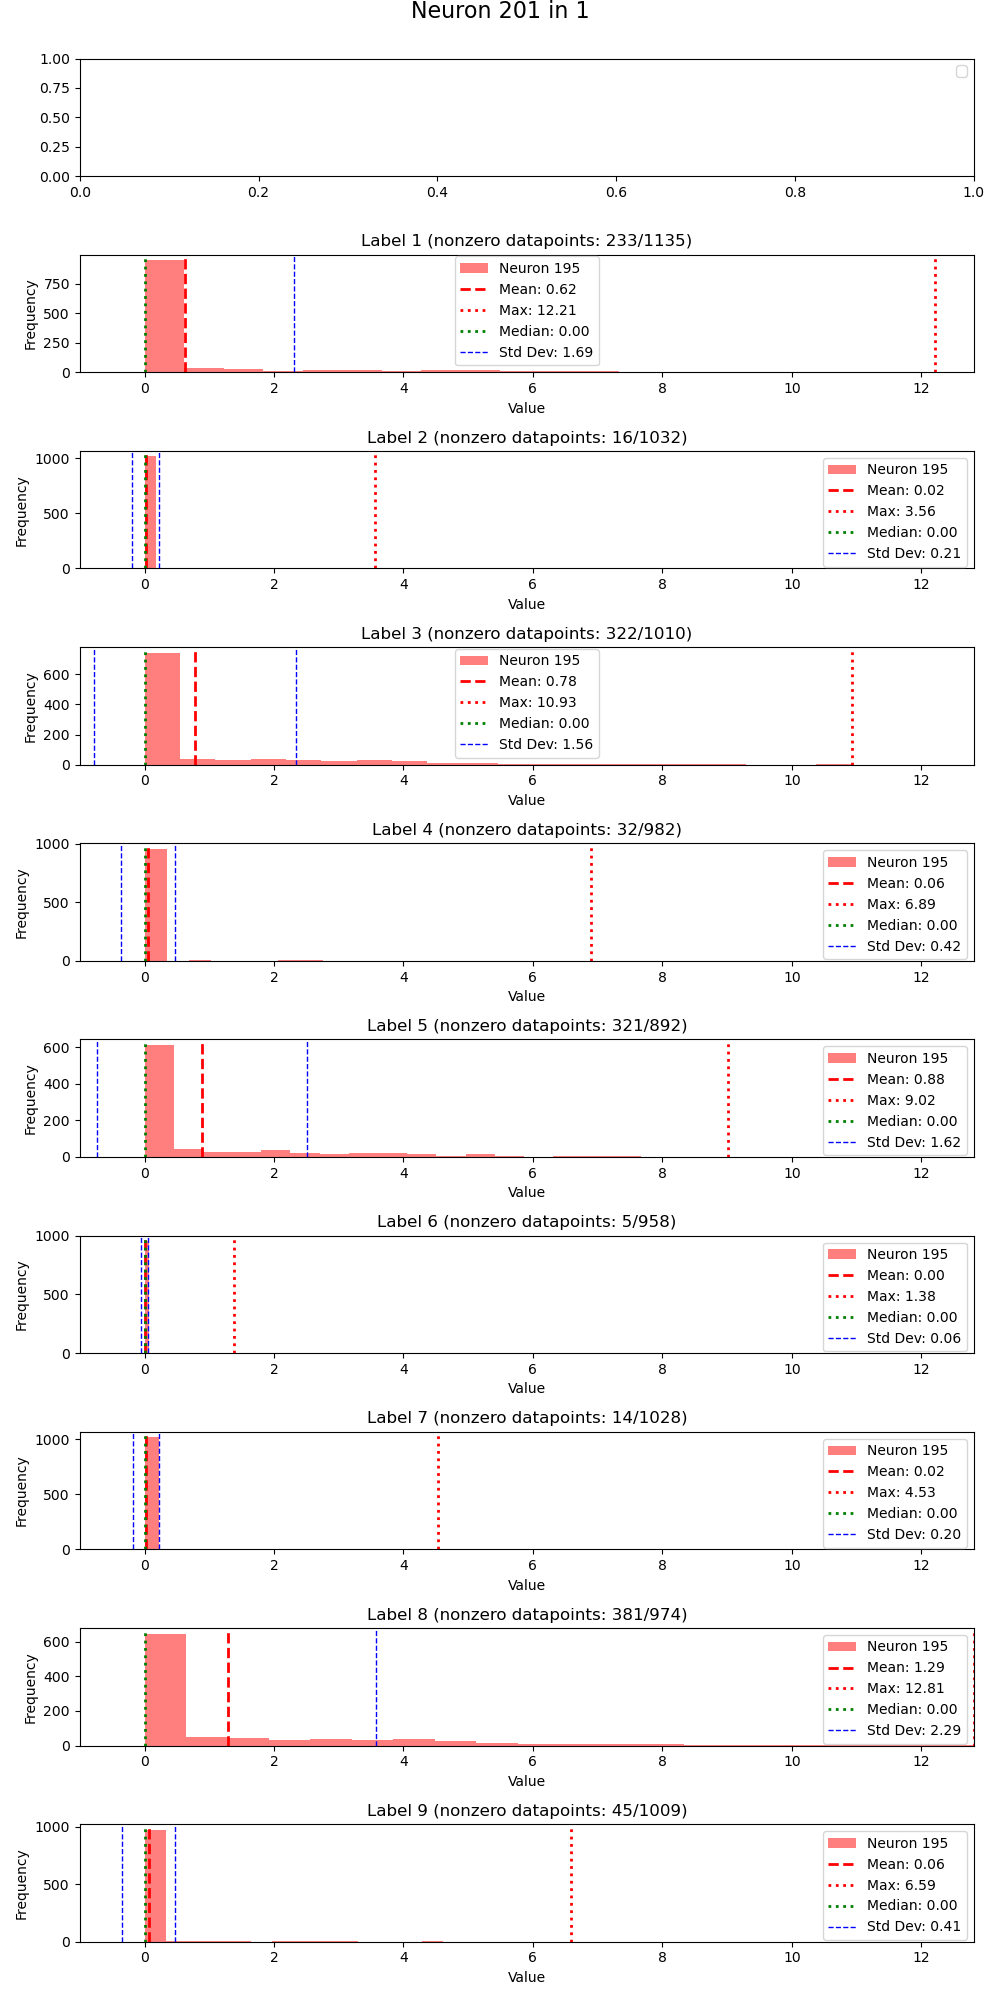 Neuron 201 in 1
1.00
0.75
0.50
0.25
0.00
0.0 0.2 0.4 0.6 0.8 1.0
Label 1 (nonzero datapoints: 233/1135)
Frequency
750
500
250
0
Neuron 195
Mean: 0.62
Max: 12.21
Median: 0.00
Std Dev: 1.69
0 2 4 6 8 10 12
Value
Label 2 (nonzero datapoints: 16/1032)
Frequency
1000
500
0
Neuron 195
Mean: 0.02
Max: 3.56
Median: 0.00
Std Dev: 0.21
0 2 4 6 8 10 12
Value
Label 3 (nonzero datapoints: 322/1010)
Frequency
600
400
200
0
Neuron 195
Mean: 0.78
Max: 10.93
Median: 0.00
Std Dev: 1.56
0 2 4 6 8 10 12
Value
Label 4 (nonzero datapoints: 32/982)
Frequency
1000
500
0
Neuron 195
Mean: 0.06
Max: 6.89
Median: 0.00
Std Dev: 0.42
0 2 4 6 8 10 12
Value
Label 5 (nonzero datapoints: 321/892)
Frequency
600
400
200
0
Neuron 195
Mean: 0.88
Max: 9.02
Median: 0.00
Std Dev: 1.62
0 2 4 6 8 10 12
Value
Label 6 (nonzero datapoints: 5/958)
Frequency
1000
500
0
Neuron 195
Mean: 0.00
Max: 1.38
Median: 0.00
Std Dev: 0.06
0 2 4 6 8 10 12
Value
Label 7 (nonzero datapoints: 14/1028)
Frequency
1000
500
0
Neuron 195
Mean: 0.02
Max: 4.53
Median: 0.00
Std Dev: 0.20
0 2 4 6 8 10 12
Value
Label 8 (nonzero datapoints: 381/974)
Frequency
600
400
200
0
Neuron 195
Mean: 1.29
Max: 12.81
Median: 0.00
Std Dev: 2.29
0 2 4 6 8 10 12
Value
Label 9 (nonzero datapoints: 45/1009)
Frequency
1000
500
0
Neuron 195
Mean: 0.06
Max: 6.59
Median: 0.00
Std Dev: 0.41
0 2 4 6 8 10 12
Value